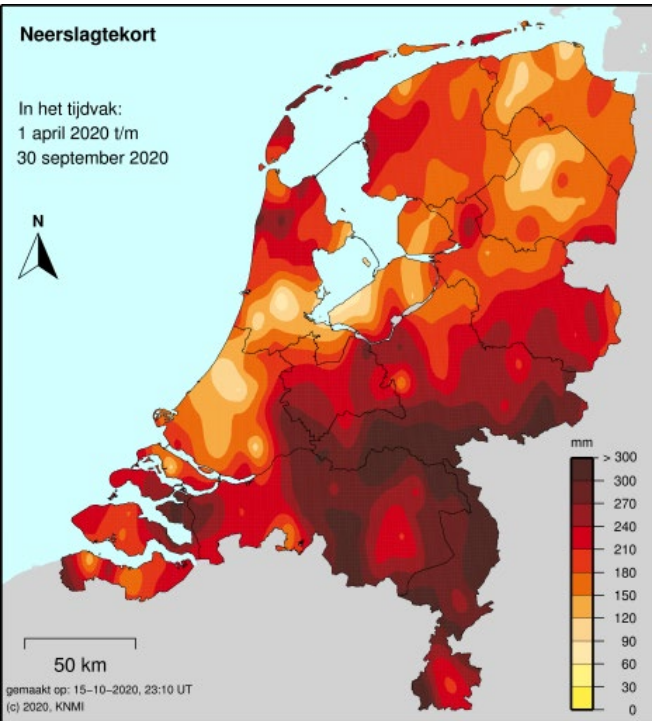 Neerslagtekort
In het tijdvak:
1 april 2020 t/m
30 september 2020
N
mm
> 300
300
270
240
210
180
150
120
90
60
30
0
50 km
gemaakt op: 15-10-2020, 23:10 UT
(c) 2020, KNMI